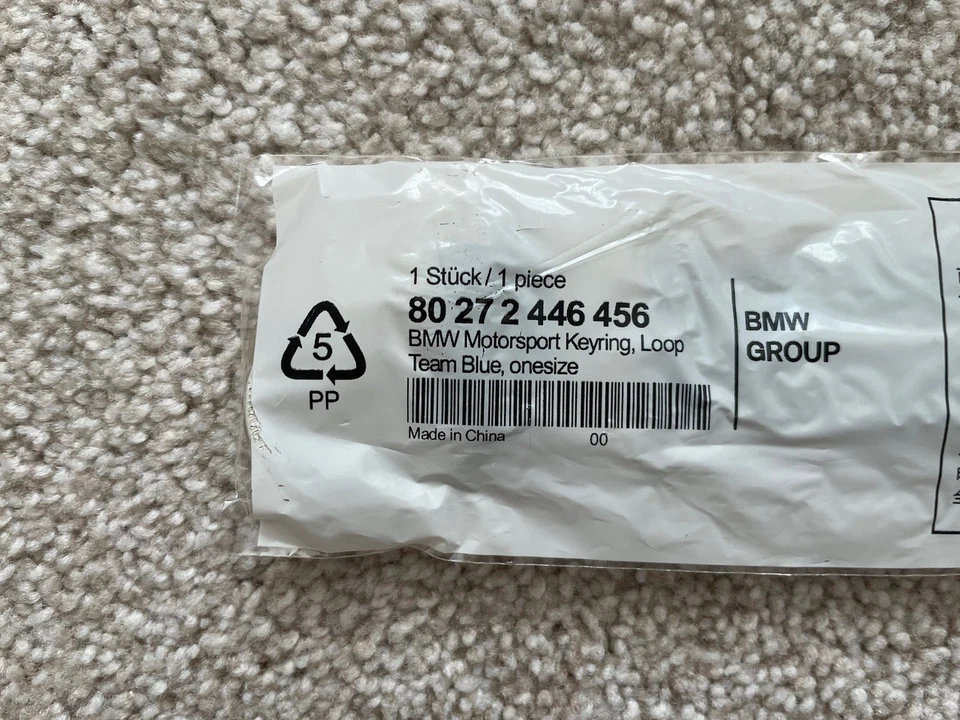 1 Stück / 1 piece
80 27 2 446 456
BMW Motorsport Keyring, Loop
Team Blue, onesize
Made in China 00
5
PP
BMW
GROUP